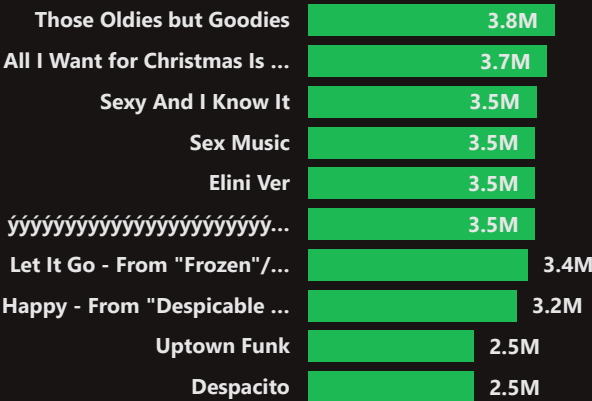 Those Oldies but Goodies 3.8M
All I Want for Christmas Is ... 3.7M
Sexy And I Know It 3.5M
Sex Music 3.5M
Elini Ver 3.5M
ýýýýýýýýýýýýýýýýýýýýýýý... 3.5M
Let It Go - From "Frozen"/... 3.4M
Happy - From "Despicable ... 3.2M
Uptown Funk 2.5M
Despacito 2.5M